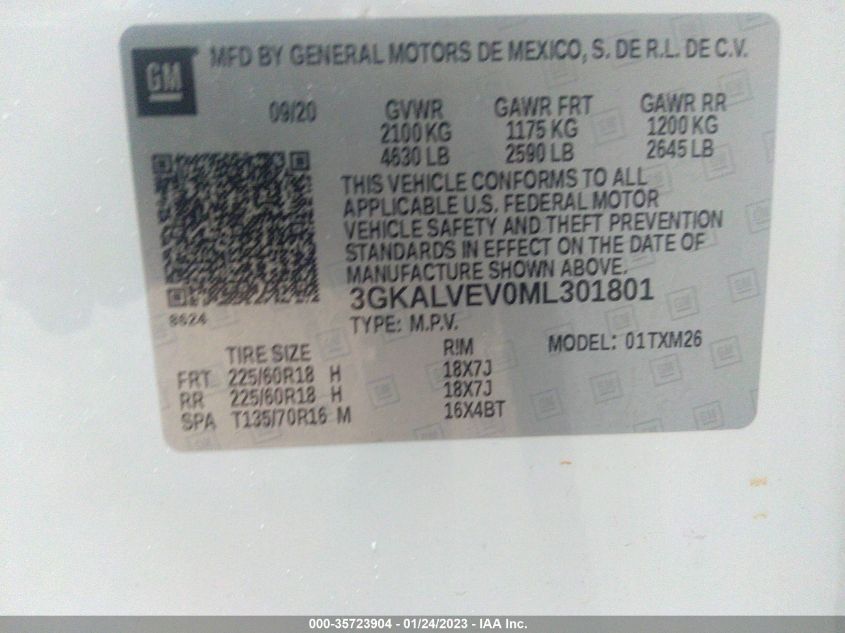 GM
MFD BY GENERAL MOTORS DE MEXICO, S. DE R.L. DE C.V.
09/20 GVWR GAWR FRT GAWR RR
2100 KG 1175 KG 1200 KG
4630 LB 2590 LB 2645 LB
THIS VEHICLE CONFORMS TO ALL
APPLICABLE U.S. FEDERAL MOTOR
VEHICLE SAFETY AND THEFT PREVENTION
STANDARDS IN EFFECT ON THE DATE OF
MANUFACTURE SHOWN ABOVE.
3GKALVEV0ML301801
8624
TYPE: M.P.V.
MODEL: 01TXM26
TIRE SIZE RIM
FRT 225/60R18 H 18X7J
RR 225/60R18 H 18X7J
SPA T135/70R16 M 16X4BT
000-35723904 - 01/24/2023 - IAA Inc.